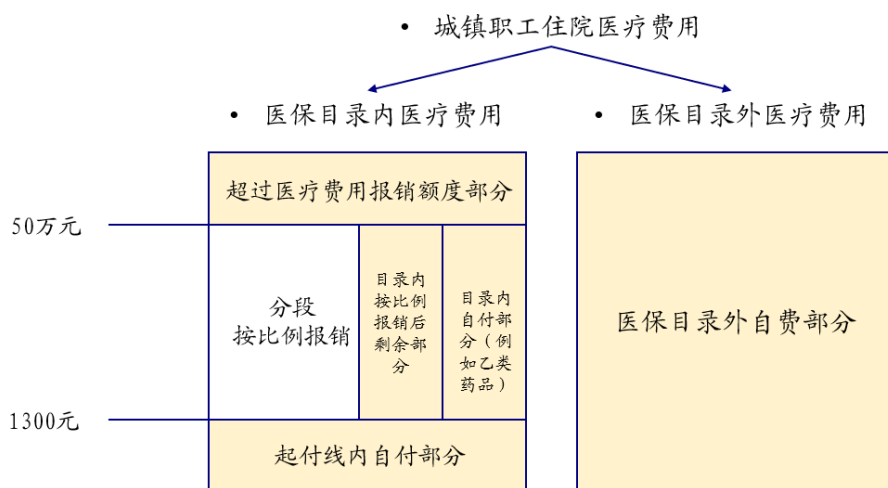 • 城镇职工住院医疗费用
• 医保目录内医疗费用
• 医保目录外医疗费用
超过医疗费用报销额度部分
50万元
分段
按比例报销
目录内
按比例
报销后
剩余部
分
目录内
自付部
分（例
如乙类
药品）
医保目录外自费部分
1300元
起付线内自付部分